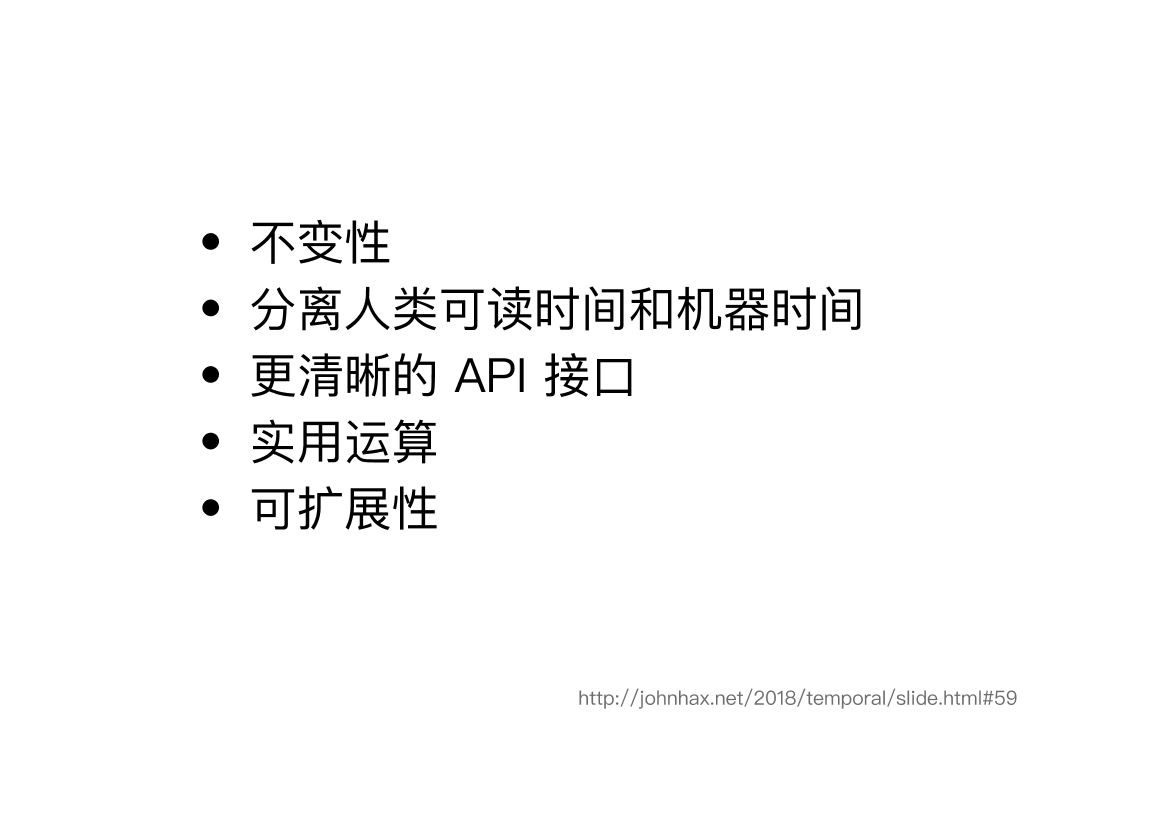 • 不变性
• 分离人类可读时间和机器时间
• 更清晰的 API 接口
• 实用运算
• 可扩展性
http://johnhax.net/2018/temporal/slide.html#59